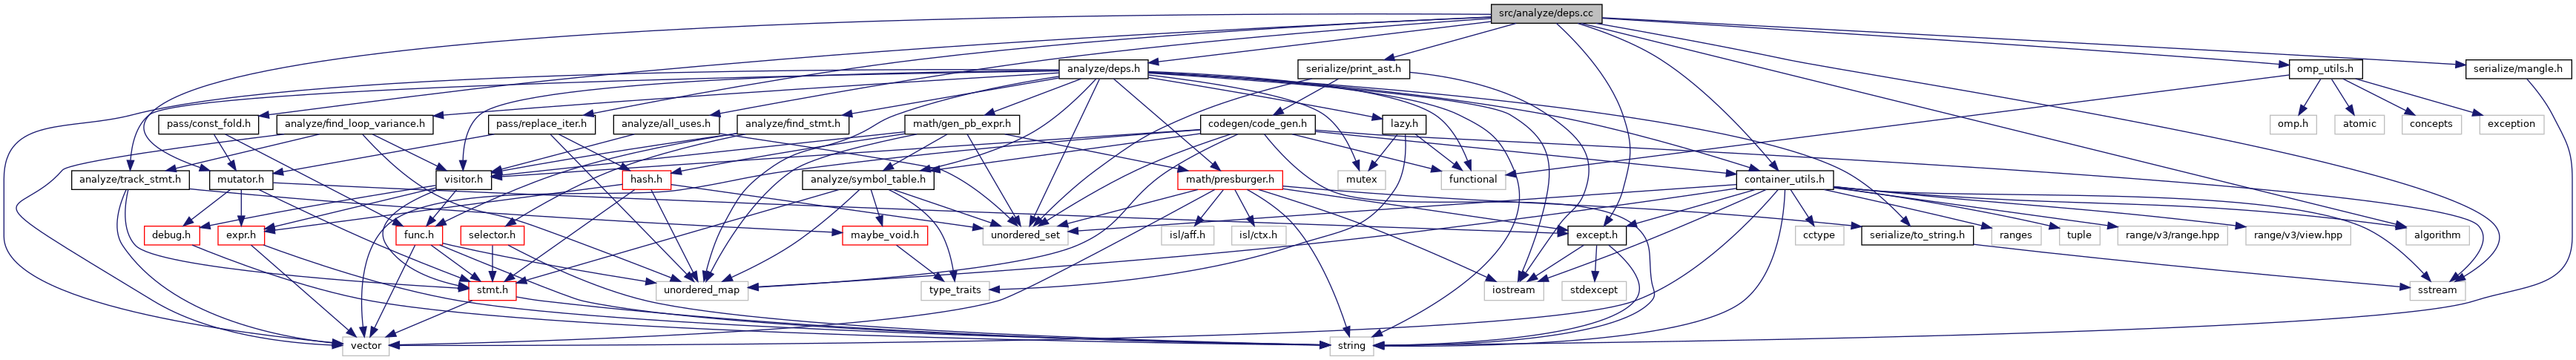 src/analyze/deps.cc
analyze/deps.h
serialize/print_ast.h
omp_utils.h
serialize/mangle.h
pass/const_fold.h
analyze/find_loop_variance.h
pass/replace_iter.h
analyze/all_uses.h
analyze/find_stmt.h
math/gen_pb_expr.h
codegen/code_gen.h
lazy.h
omp.h
atomic
concepts
exception
analyze/track_stmt.h
mutator.h
visitor.h
hash.h
analyze/symbol_table.h
math/presburger.h
mutex
functional
container_utils.h
debug.h
expr.h
func.h
selector.h
maybe_void.h
unordered_set
isl/aff.h
isl/ctx.h
except.h
cctype
serialize/to_string.h
ranges
tuple
range/v3/range.hpp
range/v3/view.hpp
algorithm
stmt.h
unordered_map
type_traits
iostream
stdexcept
sstream
vector
string